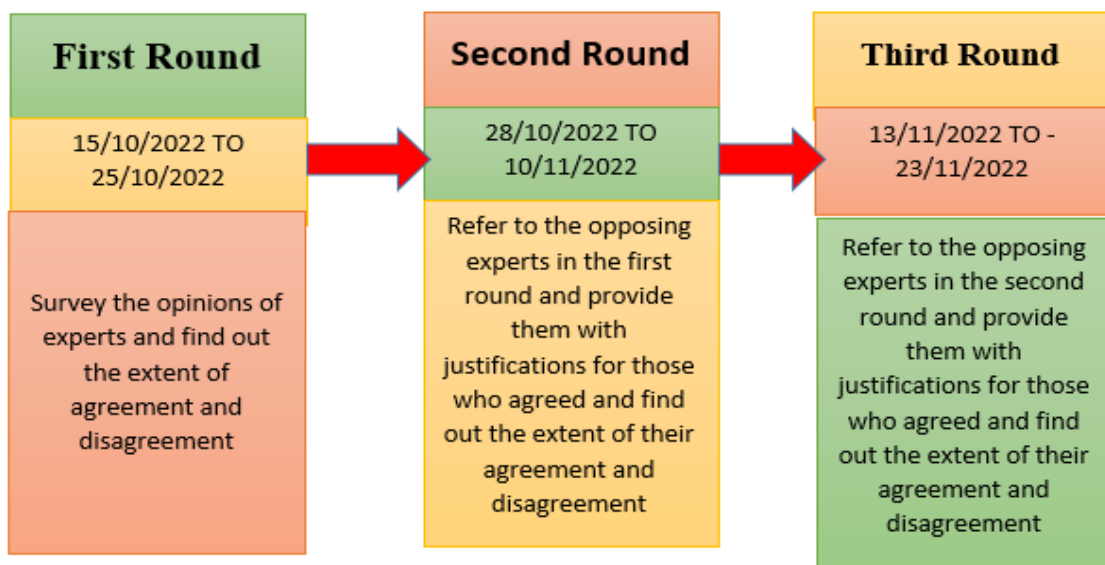 First Round
15/10/2022 TO
25/10/2022
Survey the opinions of
experts and find out
the extent of
agreement and
disagreement
Second Round
28/10/2022 TO
10/11/2022
Refer to the opposing
experts in the first
round and provide
them with
justifications for those
who agreed and find
out the extent of their
agreement and
disagreement
Third Round
13/11/2022 TO -
23/11/2022
Refer to the opposing
experts in the second
round and provide
them with
justifications for those
who agreed and find
out the extent of their
agreement and
disagreement